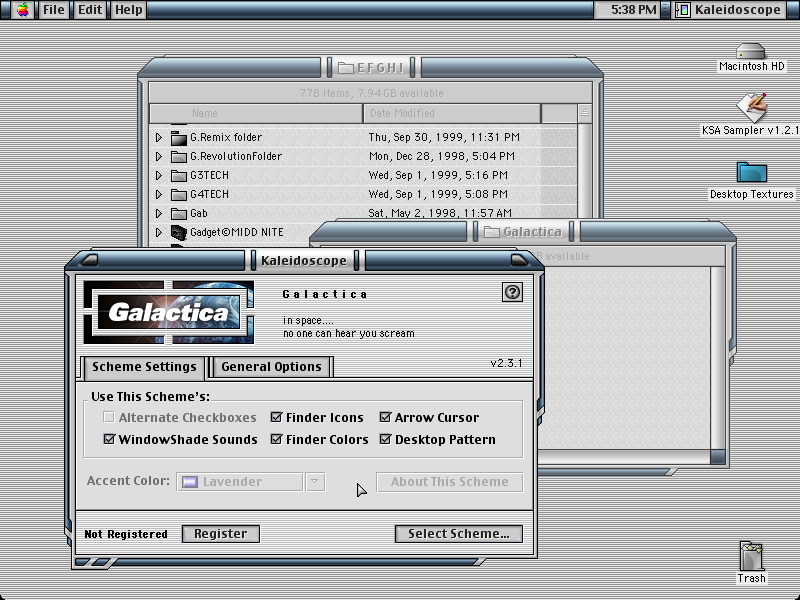 File Edit Help
5:38 PM Kaleidoscope
Macintosh HD
KSA Sampler v1.2.1
Desktop Textures
Trash
EFGHI
778 items, 7.94 GB available
Name Date Modified
G.Remix folder Thu, Sep 30, 1999, 11:31 PM
G.RevolutionFolder Mon, Dec 28, 1998, 5:04 PM
G3TECH Wed, Sep 1, 1999, 5:16 PM
G4TECH Wed, Sep 1, 1999, 5:08 PM
Gab Sat, May 2, 1998, 11:57 AM
Gadget©MIDD NITE
Galactica
B available
Kaleidoscope
Galactica
Galactica
in space....
no one can hear you scream
v2.3.1
Scheme Settings General Options
Use This Scheme's:
Alternate Checkboxes Finder Icons Arrow Cursor
WindowShade Sounds Finder Colors Desktop Pattern
Accent Color: Lavender About This Scheme
Not Registered Register Select Scheme...